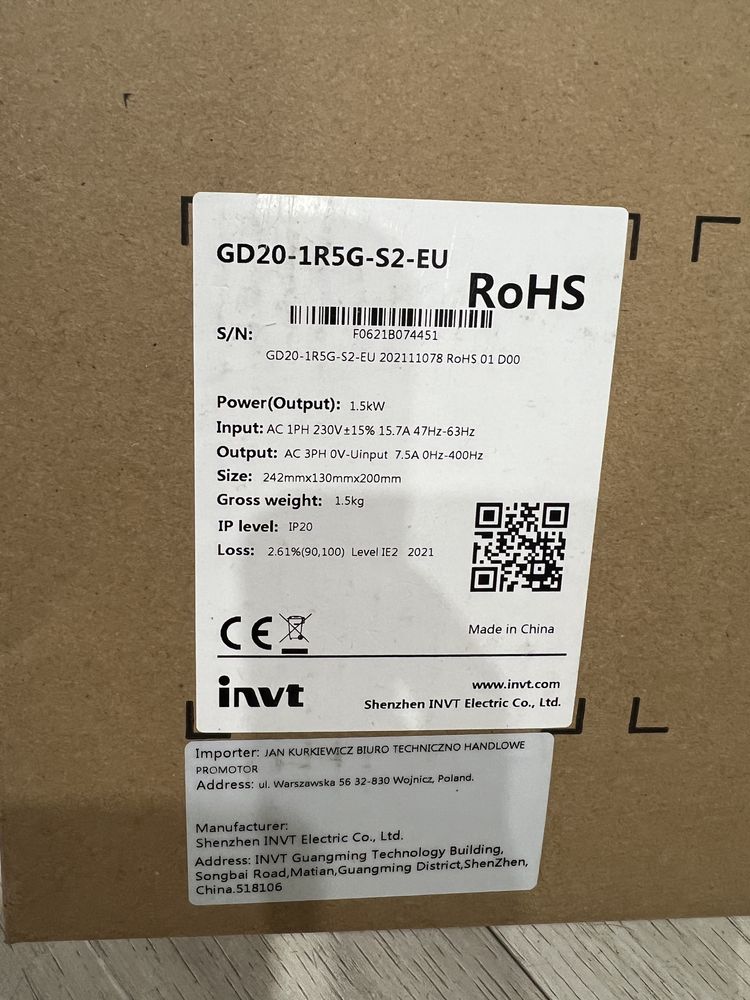 GD20-1R5G-S2-EU
RoHS
S/N:
F0621B074451
GD20-1R5G-S2-EU 202111078 RoHS 01 D00
Power(Output): 1.5kW
Input: AC 1PH 230V±15% 15.7A 47Hz-63Hz
Output: AC 3PH 0V-Uinput 7.5A 0Hz-400Hz
Size: 242mmx130mmx200mm
Gross weight: 1.5kg
IP level: IP20
Loss: 2.61%(90,100) Level IE2 2021
CE
Made in China
invt
www.invt.com
Shenzhen INVT Electric Co., Ltd.
Importer: JAN KURKIEWICZ BIURO TECHNICZNO HANDLOWE
PROMOTOR
Address: ul. Warszawska 56 32-830 Wojnicz, Poland.
Manufacturer:
Shenzhen INVT Electric Co., Ltd.
Address: INVT Guangming Technology Building,
Songbai Road,Matian,Guangming District,ShenZhen,
China.518106